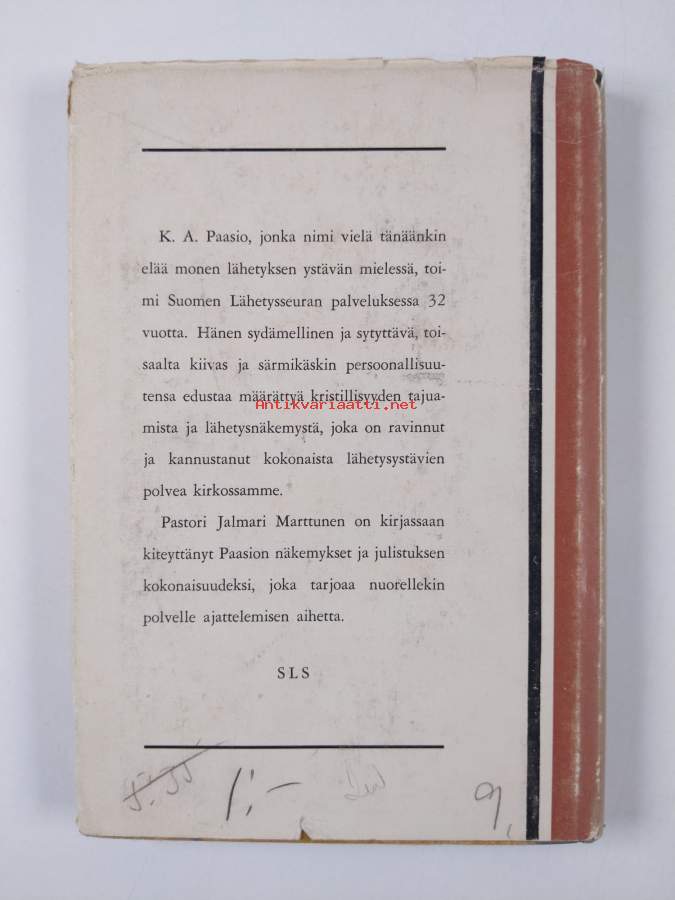 K. A. Paasio, jonka nimi vielä tänäänkin
elää monen lähetyksen ystävän mielessä, toi-
mi Suomen Lähetysseuran palveluksessa 32
vuotta. Hänen sydämellinen ja sytyttävä, toi-
saalta kiivas ja särmikäskin persoonallisuu-
tensa edustaa määrättyä kristillisyyden tajua-
Antikvariaatti.net
mista ja lähetysnäkemystä, joka on ravinnut
ja kannustanut kokonaista lähetysystävien
polvea kirkossamme.
Pastori Jalmari Marttunen on kirjassaan
kiteyttänyt Paasion näkemykset ja julistuksen
kokonaisuudeksi, joka tarjoaa nuorellekin
polvelle ajattelemisen aihetta.
SLS
1:- 9,